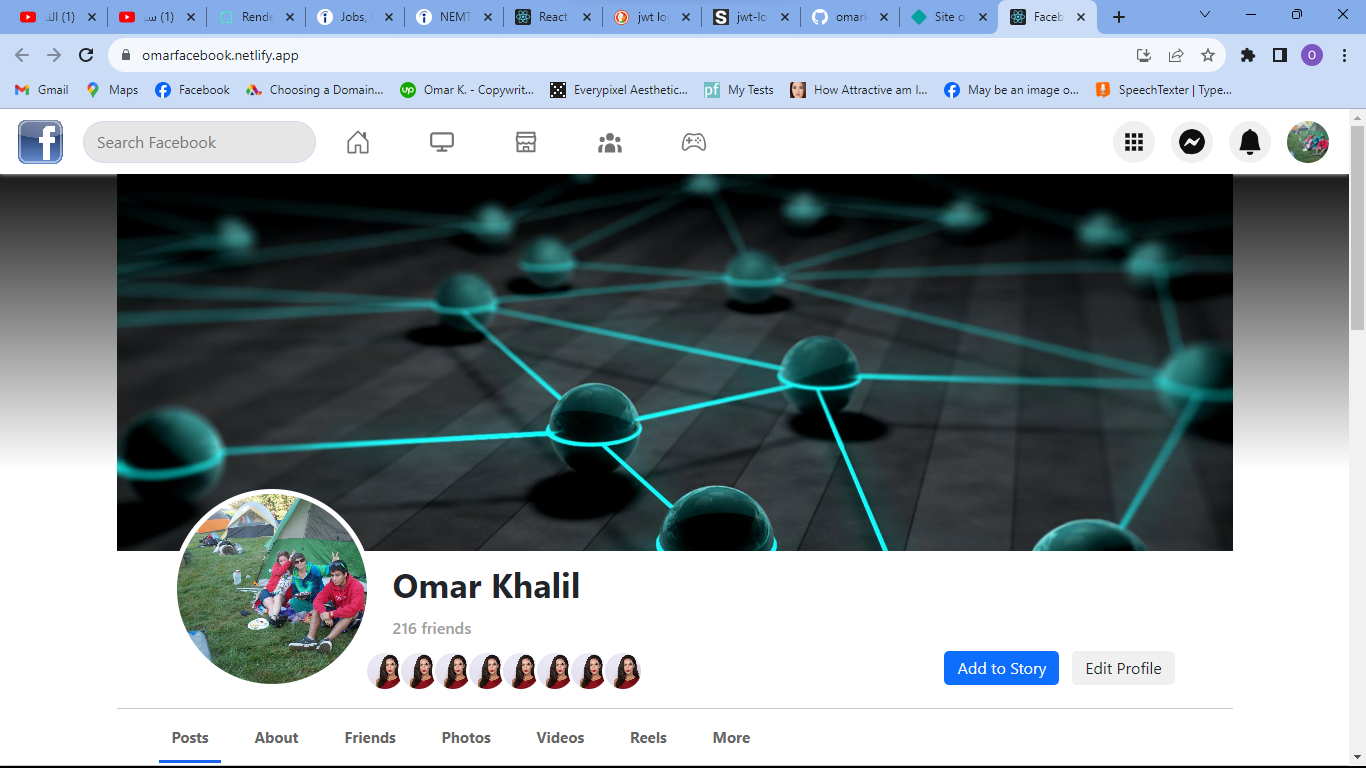 (1) الـ
(1) سـ
Rende
Jobs,
NEMT
React
jwt lo
jwt-lo
omar
Site o
Faceb
omarfacebook.netlify.app
O
Gmail
Maps
Facebook
Choosing a Domain...
up
Omar K. - Copywrit...
Everypixel Aesthetic...
pf
My Tests
How Attractive am I...
May be an image o...
SpeechTexter | Type...
f
Search Facebook
Omar Khalil
216 friends
Add to Story
Edit Profile
Posts
About
Friends
Photos
Videos
Reels
More